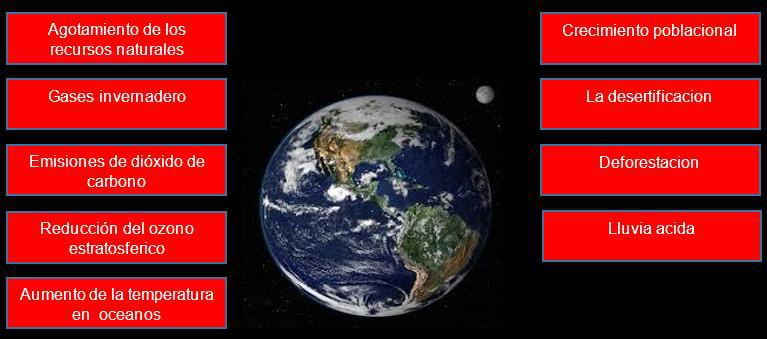 Agotamiento de los
recursos naturales
Gases invernadero
Emisiones de dióxido de
carbono
Reducción del ozono
estratosferico
Aumento de la temperatura
en oceanos
Crecimiento poblacional
La desertificacion
Deforestacion
Lluvia acida